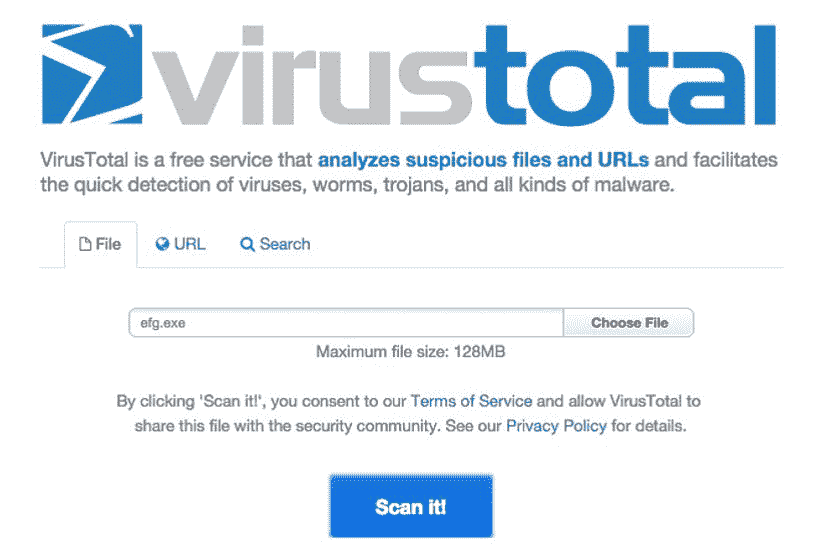 virustotal
VirusTotal is a free service that analyzes suspicious files and URLs and facilitates
the quick detection of viruses, worms, trojans, and all kinds of malware.
File URL Search
efg.exe Choose File
Maximum file size: 128MB
By clicking 'Scan it!', you consent to our Terms of Service and allow VirusTotal to
share this file with the security community. See our Privacy Policy for details.
Scan it!